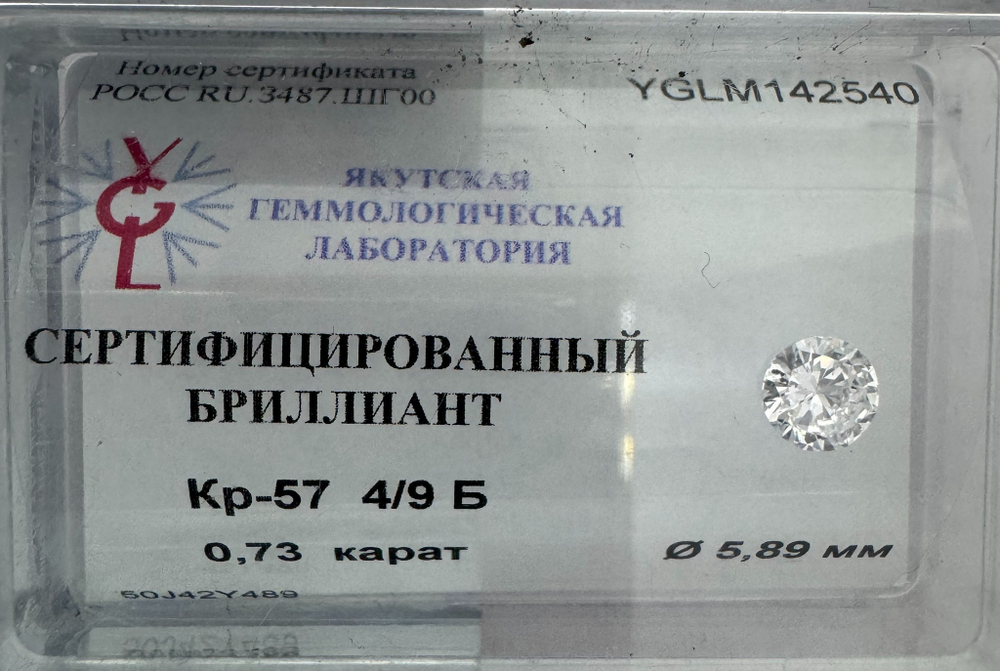 Номер сертификата
РОСС RU.3487.ШГ00
YGLM142540
YGL
ЯКУТСКАЯ
ГЕММОЛОГИЧЕСКАЯ
ЛАБОРАТОРИЯ
СЕРТИФИЦИРОВАННЫЙ
БРИЛЛИАНТ
Кр-57 4/9 Б
0,73 карат
Ø 5,89 мм
50J42Y489